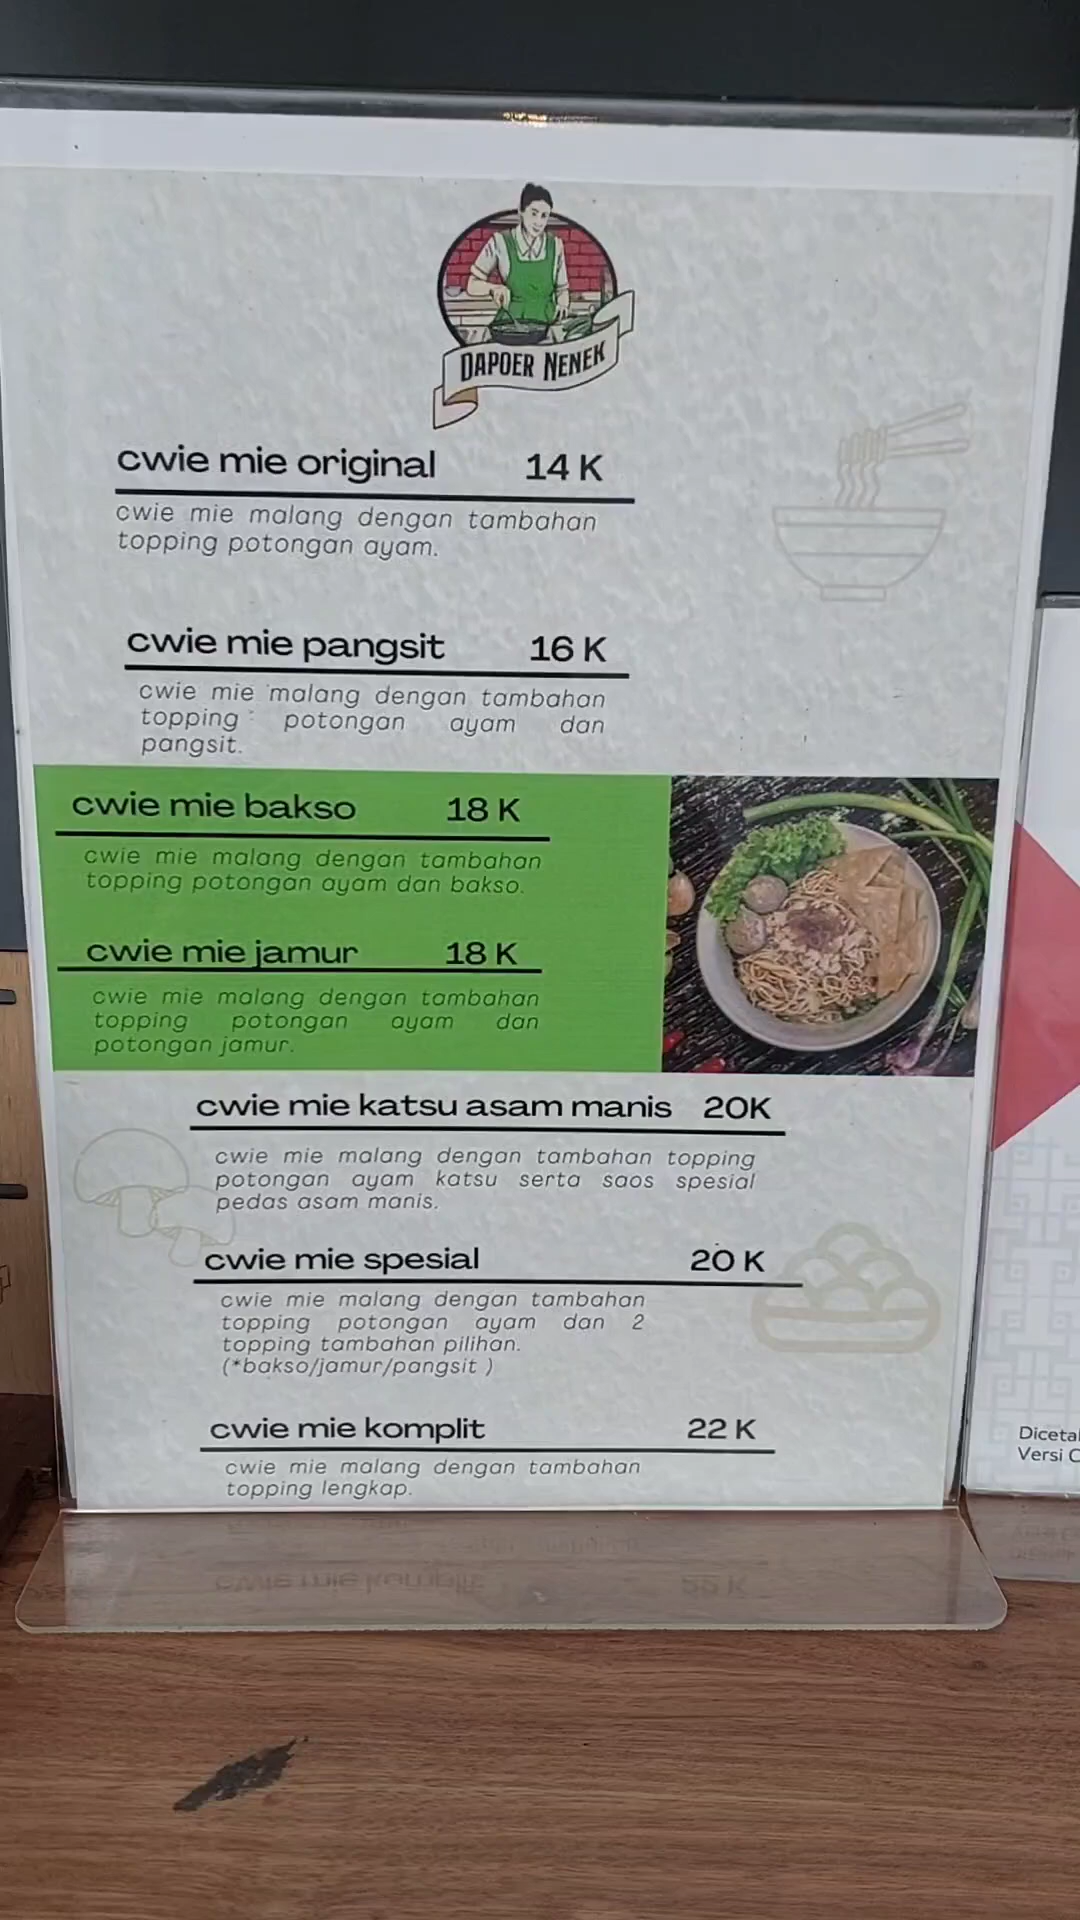 DAPOER NENEK
cwie mie original 14 K
cwie mie malang dengan tambahan
topping potongan ayam.
cwie mie pangsit 16 K
cwie mie malang dengan tambahan
topping potongan ayam dan
pangsit.
cwie mie bakso 18 K
cwie mie malang dengan tambahan
topping potongan ayam dan bakso.
cwie mie jamur 18 K
cwie mie malang dengan tambahan
topping potongan ayam dan
potongan jamur.
cwie mie katsu asam manis 20K
cwie mie malang dengan tambahan topping
potongan ayam katsu serta saos spesial
pedas asam manis.
cwie mie spesial 20 K
cwie mie malang dengan tambahan
topping potongan ayam dan 2
topping tambahan pilihan.
(*bakso/jamur/pangsit )
cwie mie komplit 22 K
cwie mie malang dengan tambahan
topping lengkap.
Versi